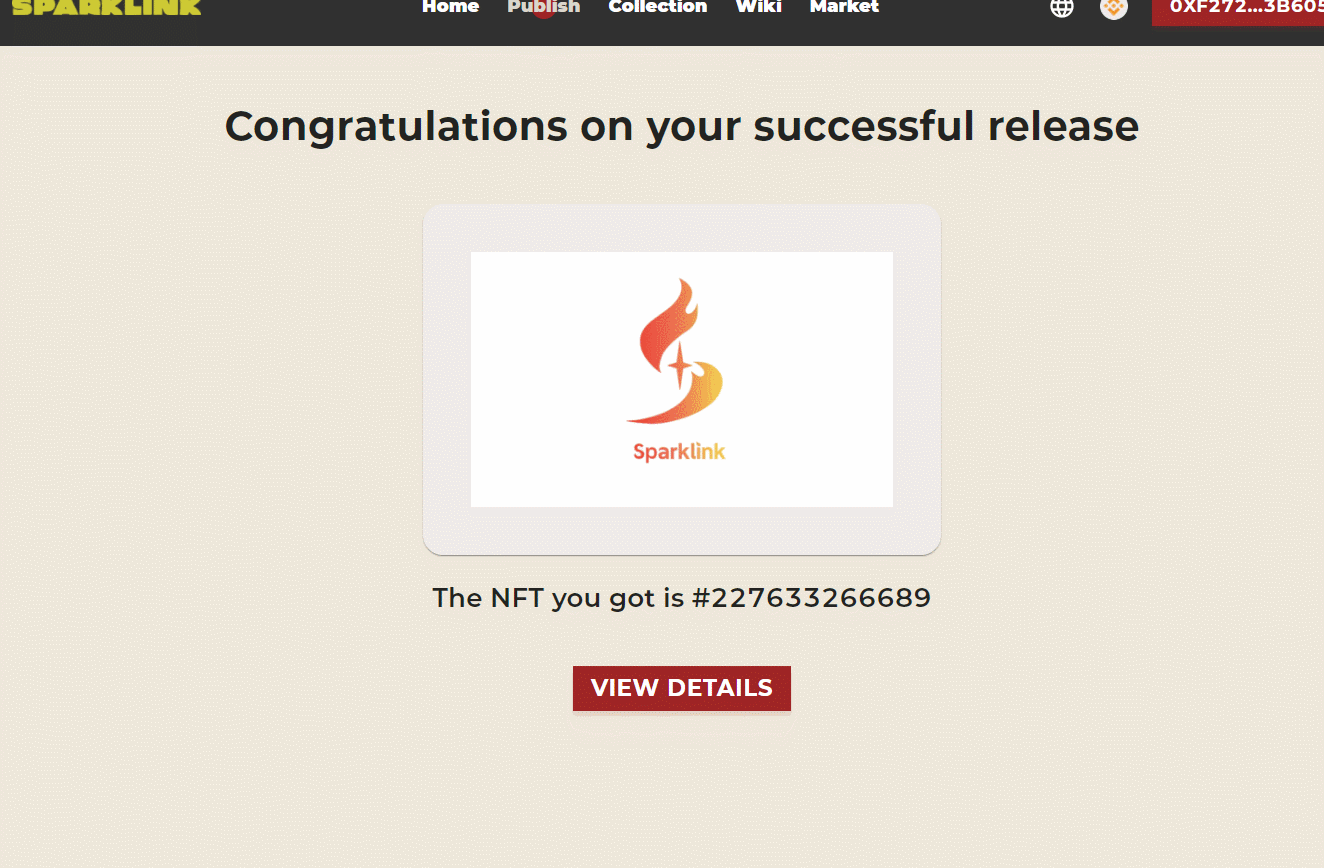 SPARKLINK
Home Publish Collection Wiki Market 0XF272...3B605
Congratulations on your successful release
Sparklink
The NFT you got is #227633266689
VIEW DETAILS